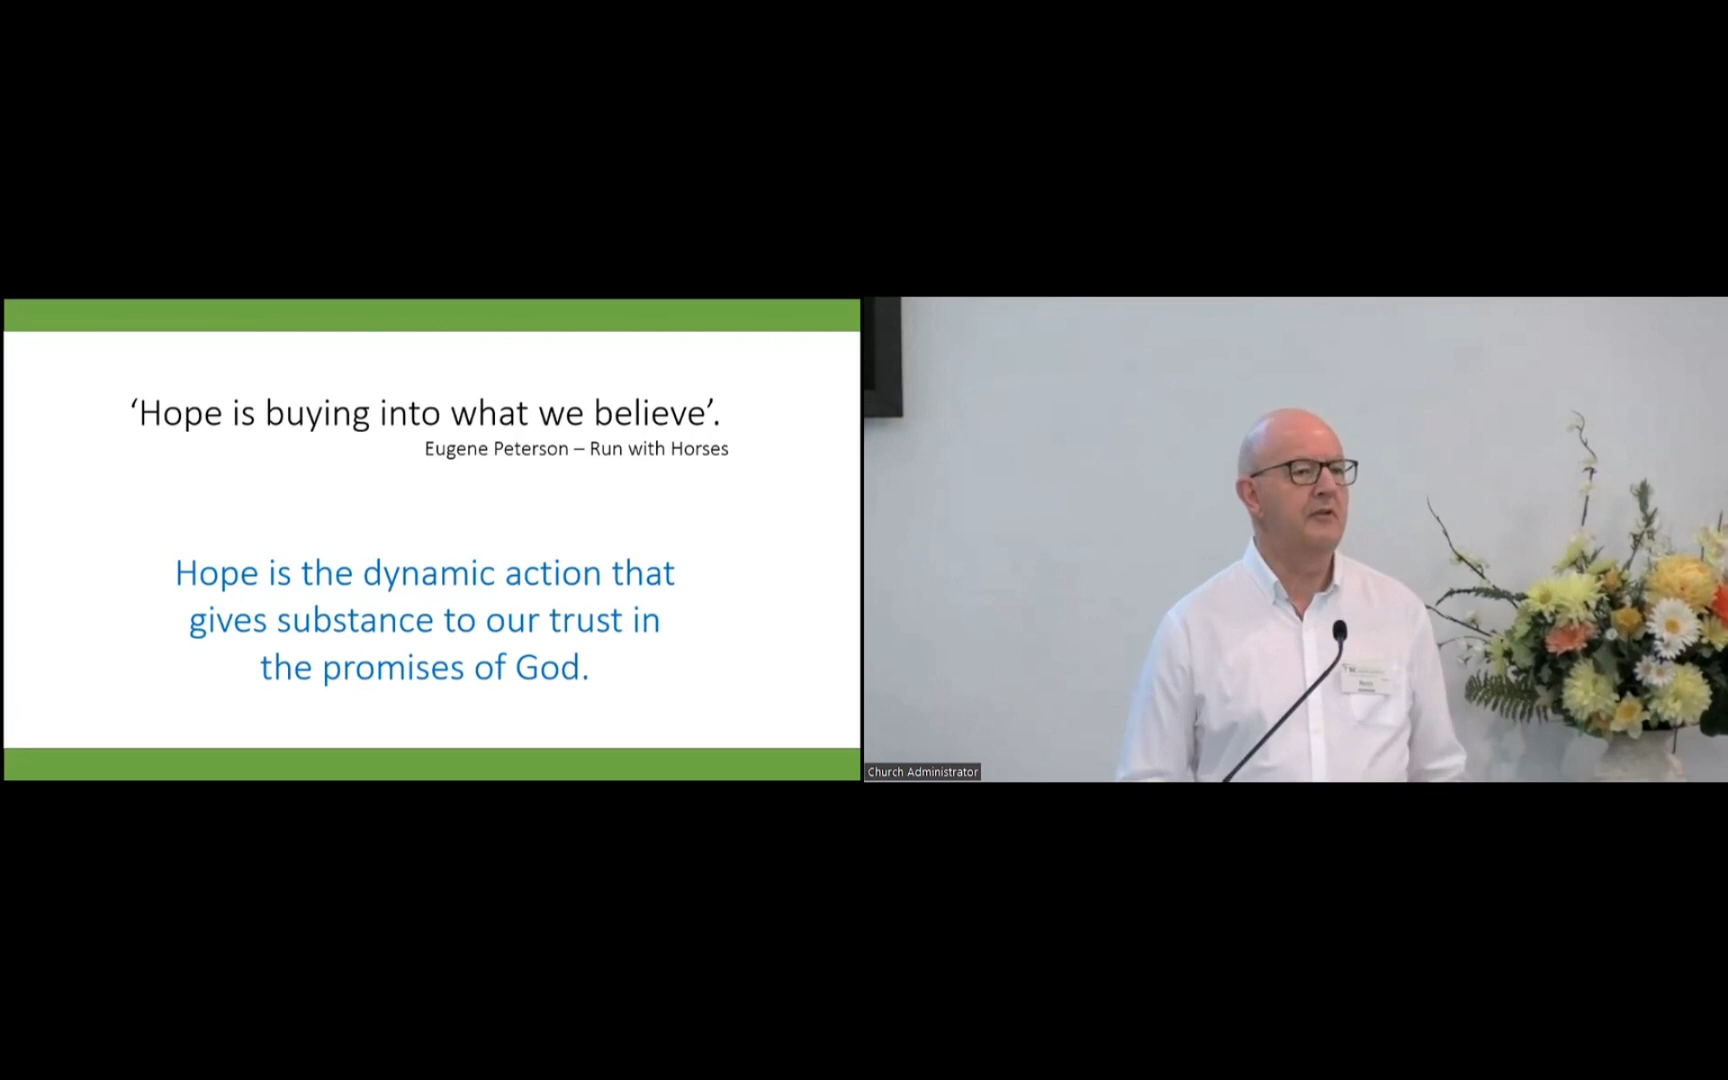 ‘Hope is buying into what we believe’.
Eugene Peterson – Run with Horses
Hope is the dynamic action that
gives substance to our trust in
the promises of God.
Church Administrator